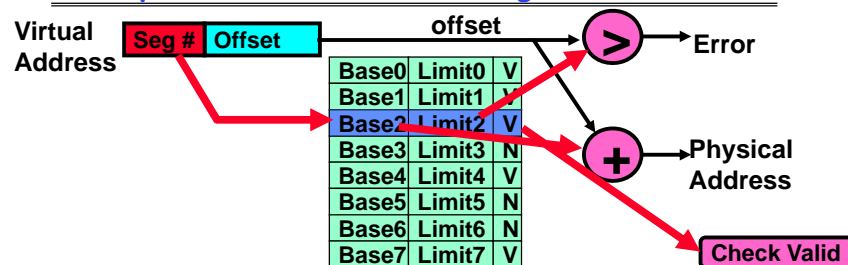 Virtual Address
Seg # Offset
offset
>
Error
Base0 Limit0 V
Base1 Limit1 V
Base2 Limit2 V
Base3 Limit3 N
Base4 Limit4 V
Base5 Limit5 N
Base6 Limit6 N
Base7 Limit7 V
+
Physical Address
Check Valid